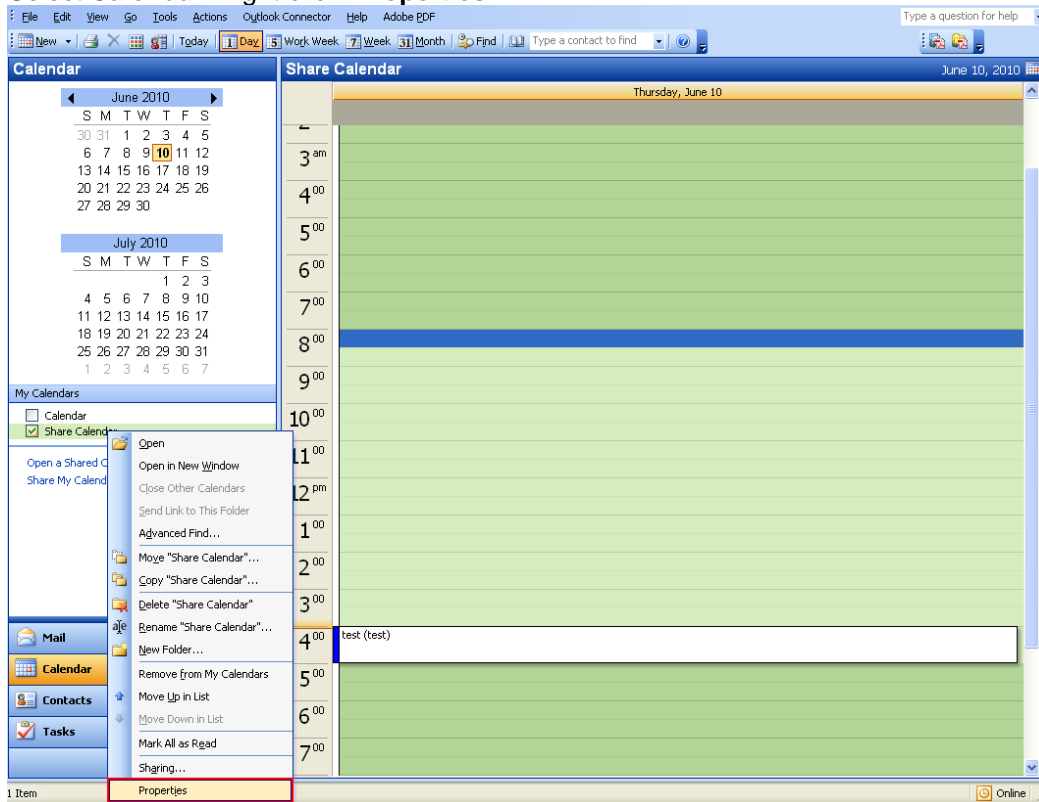 File Edit View Go Tools Actions Outlook Connector Help Adobe PDF Type a question for help
New Today 1 Day 5 Work Week 7 Week 31 Month Find Type a contact to find
Calendar
June 2010
S M T W T F S
30 31 1 2 3 4 5
6 7 8 9 10 11 12
13 14 15 16 17 18 19
20 21 22 23 24 25 26
27 28 29 30
July 2010
S M T W T F S
1 2 3
4 5 6 7 8 9 10
11 12 13 14 15 16 17
18 19 20 21 22 23 24
25 26 27 28 29 30 31
1 2 3 4 5 6 7
My Calendars
Calendar
Share Calendar
Open a Shared C
Share My Calend
Open
Open in New Window
Close Other Calendars
Send Link to This Folder
Advanced Find...
Move "Share Calendar"...
Copy "Share Calendar"...
Delete "Share Calendar"
Rename "Share Calendar"...
New Folder...
Remove from My Calendars
Move Up in List
Move Down in List
Mark All as Read
Sharing...
Properties
Mail
Calendar
Contacts
Tasks
Share Calendar June 10, 2010
Thursday, June 10
3 am
4 00
5 00
6 00
7 00
8 00
9 00
10 00
11 00
12 pm
1 00
2 00
3 00
4 00 test (test)
5 00
6 00
7 00
1 Item Online